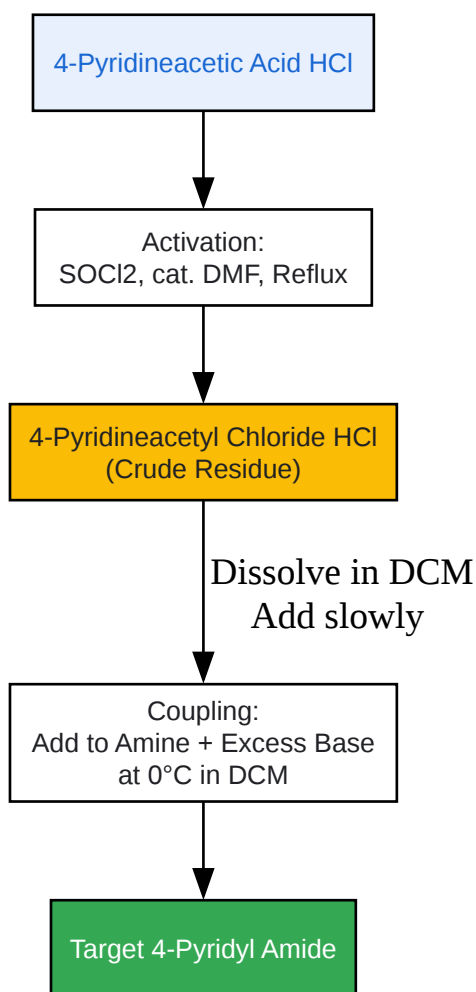 4-Pyridineacetic Acid HCl
Activation:
SOCl2, cat. DMF, Reflux
4-Pyridineacetyl Chloride HCl
(Crude Residue)
Dissolve in DCM
Add slowly
Coupling:
Add to Amine + Excess Base
at 0°C in DCM
Target 4-Pyridyl Amide